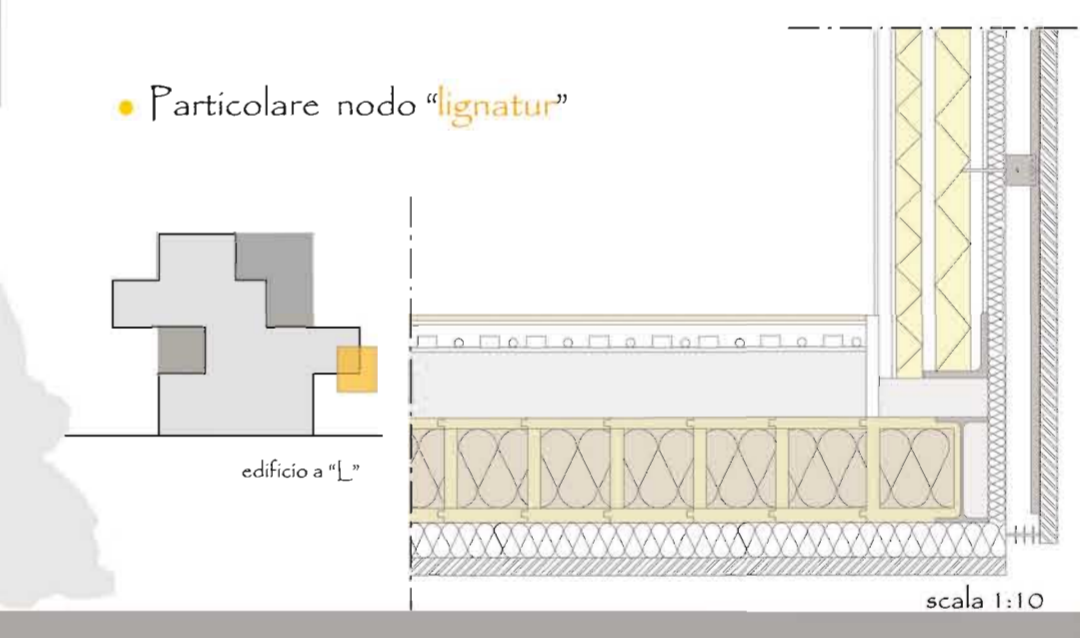 Particolare nodo “lignatur”
edificio a “L”
scala 1:10